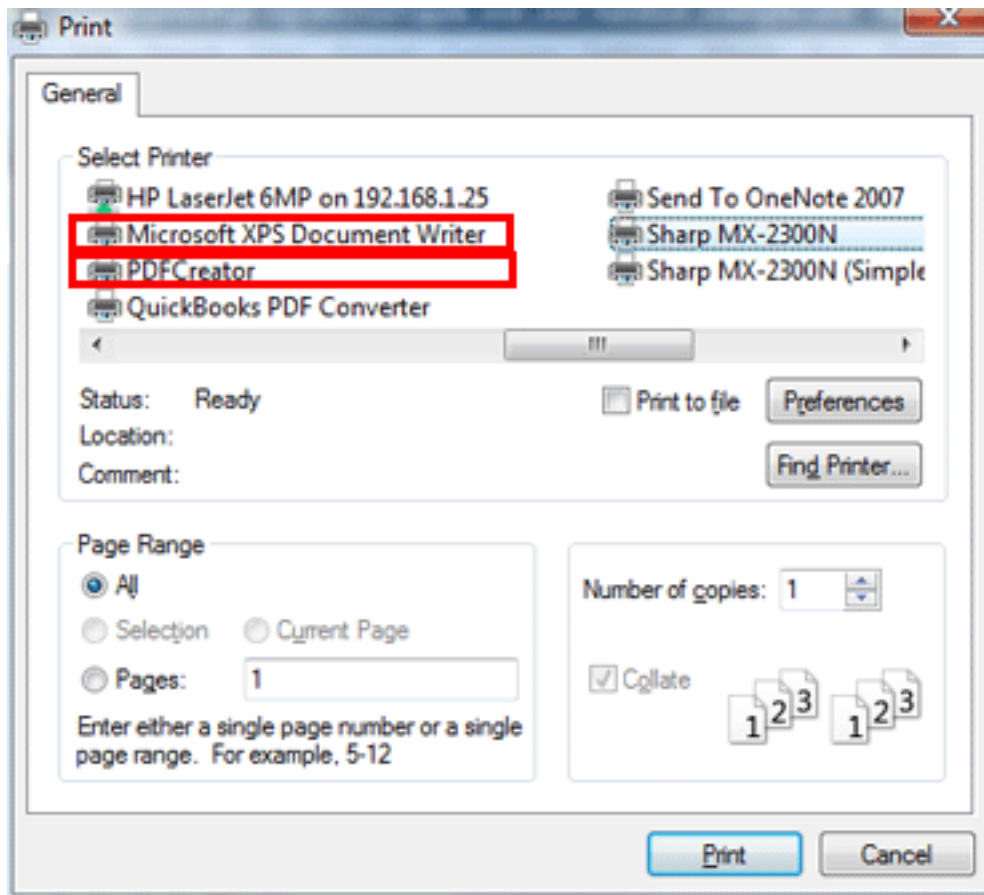 Print
General
Select Printer
HP LaserJet 6MP on 192.168.1.25
Microsoft XPS Document Writer
PDFCreator
QuickBooks PDF Converter
Send To OneNote 2007
Sharp MX-2300N
Sharp MX-2300N (Simple
Status: Ready
Location:
Comment:
Print to file
Preferences
Find Printer...
Page Range
All
Selection
Current Page
Pages: 1
Enter either a single page number or a single
page range. For example, 5-12
Number of copies: 1
Collate
1 2 3 1 2 3
Print
Cancel